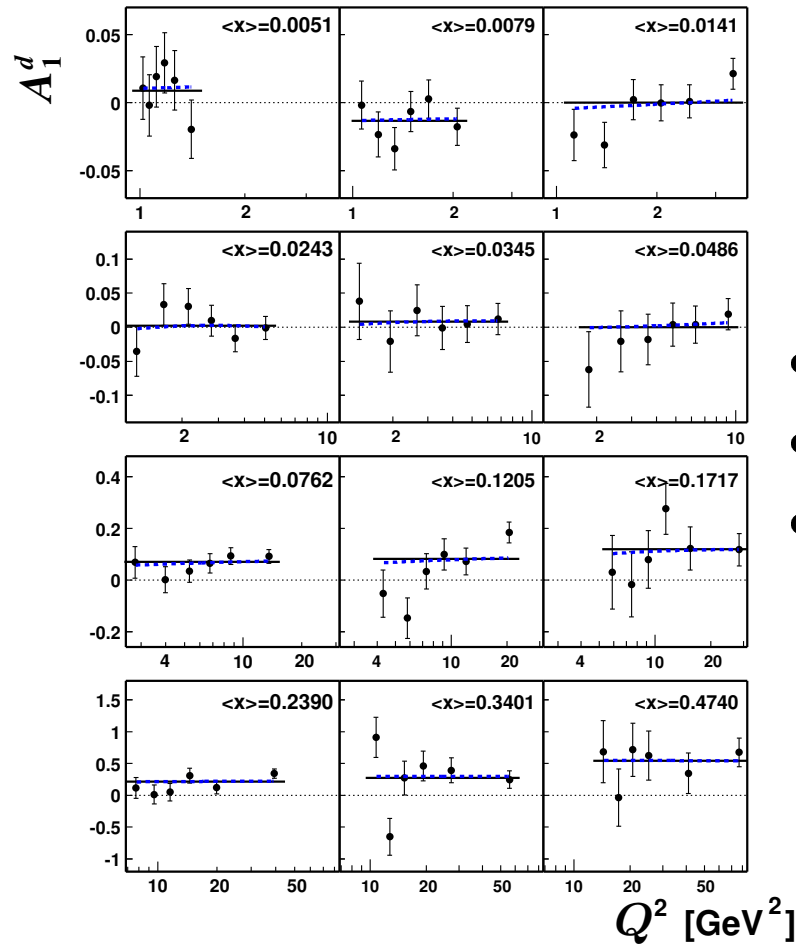 A₁ᵈ
0.05
0
-0.05
<x>=0.0051
<x>=0.0079
<x>=0.0141
1 2 1 2 1 2
0.1
0.05
0
-0.05
-0.1
<x>=0.0243
<x>=0.0345
<x>=0.0486
2 10 2 10 2 10
0.4
0.2
0
-0.2
<x>=0.0762
<x>=0.1205
<x>=0.1717
4 10 20 4 10 20 4 10 20
1.5
1
0.5
0
-0.5
-1
<x>=0.2390
<x>=0.3401
<x>=0.4740
10 20 50 10 20 50 10 20 50
Q² [GeV²]